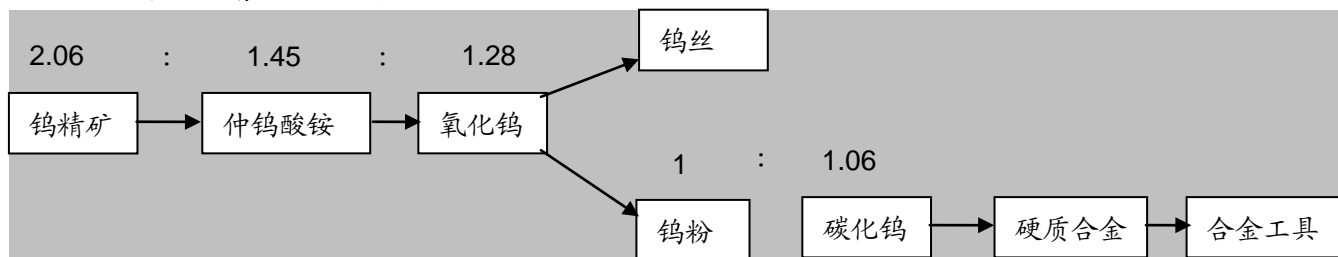 钨丝
2.06 : 1.45 : 1.28
钨精矿 仲钨酸铵 氧化钨
1 : 1.06
钨粉 碳化钨 硬质合金 合金工具